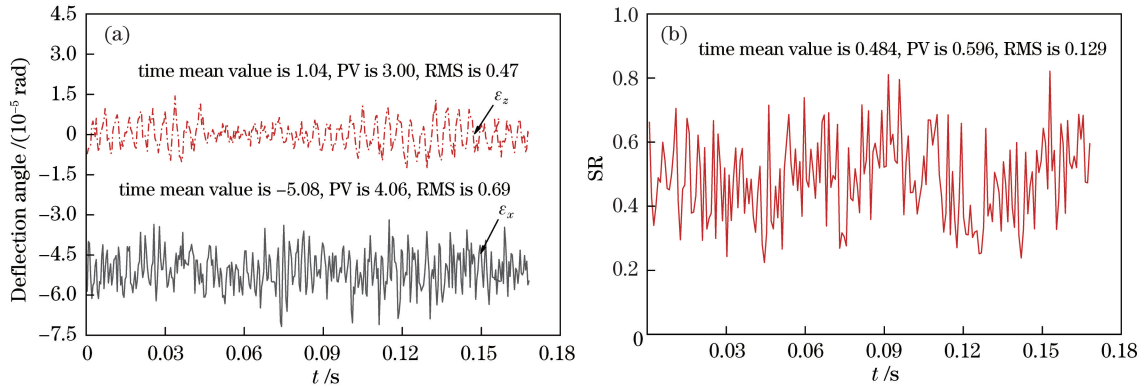 (a)
time mean value is 1.04, PV is 3.00, RMS is 0.47
εz
time mean value is −5.08, PV is 4.06, RMS is 0.69
εx
Deflection angle /(10⁻⁵ rad)
4.5
3.0
1.5
0
−1.5
−3.0
−4.5
−6.0
−7.5
0 0.03 0.06 0.09 0.12 0.15 0.18
t /s
(b)
time mean value is 0.484, PV is 0.596, RMS is 0.129
SR
1.0
0.8
0.6
0.4
0.2
0
0.03 0.06 0.09 0.12 0.15 0.18
t /s